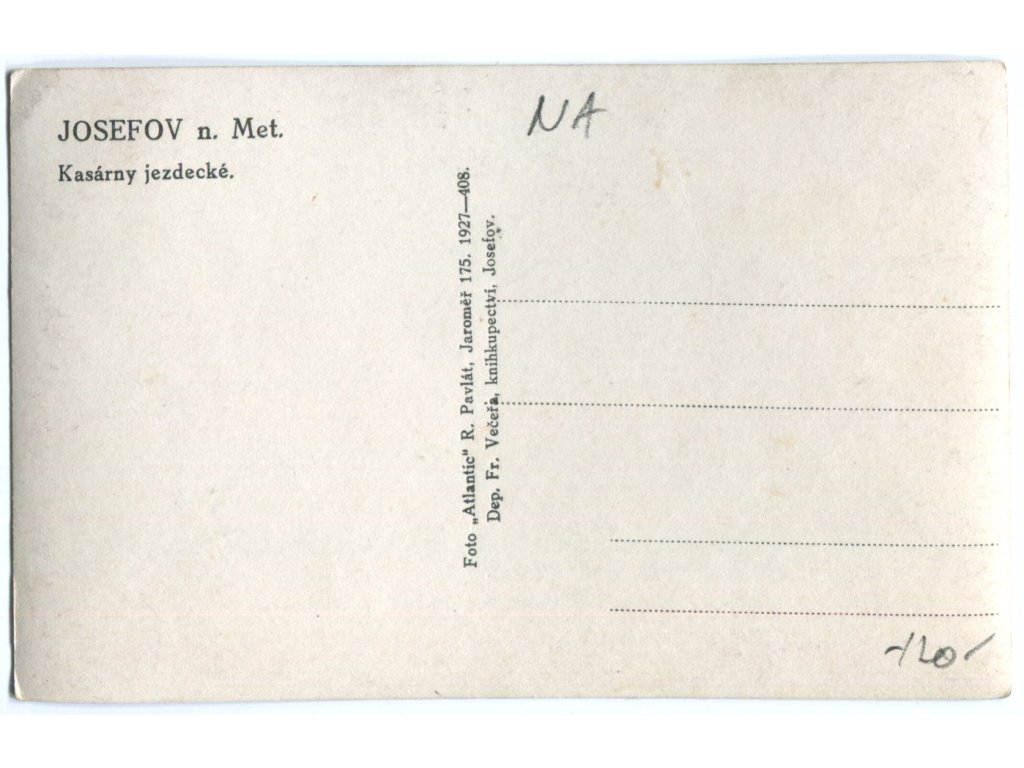 JOSEFOV n. Met.
Kasárny jezdecké.
NA
Foto „Atlantic" R. Pavlát, Jaroměř 175. 1927—408.
Dep. Fr. Večeřa, knihkupectví, Josefov.
-120-